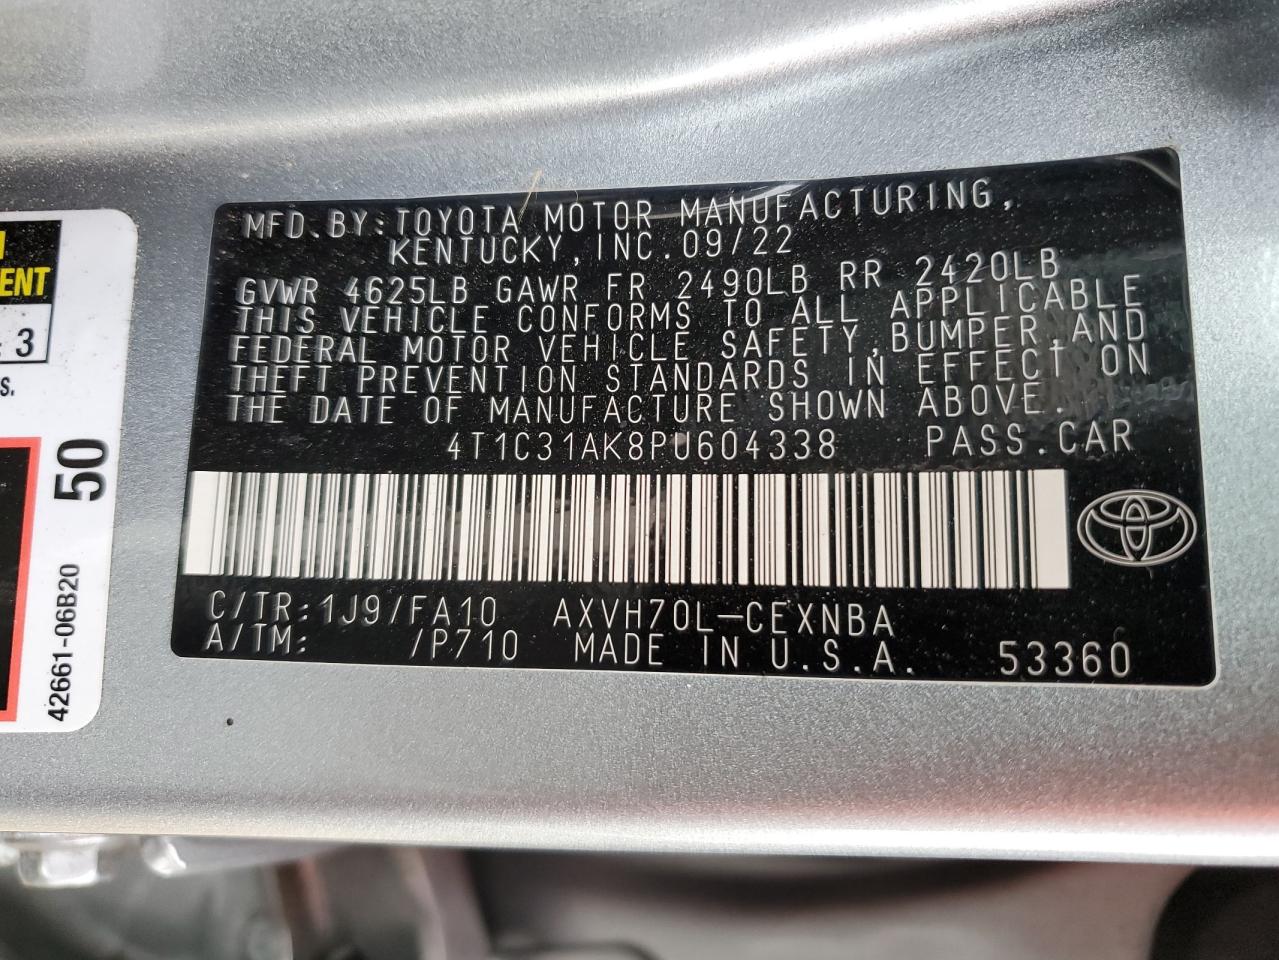 ENT
3
S.
50
42661-06B20
MFD.BY:TOYOTA MOTOR MANUFACTURING,
KENTUCKY,INC.09/22
GVWR 4625LB GAWR FR 2490LB RR 2420LB
THIS VEHICLE CONFORMS TO ALL APPLICABLE
FEDERAL MOTOR VEHICLE SAFETY,BUMPER,AND
THEFT PREVENTION STANDARDS IN EFFECT ON
THE DATE OF MANUFACTURE SHOWN ABOVE.
4T1C31AK8PU604338 PASS.CAR
C/TR:1J9/FA10 AXVH70L-CEXNBA
A/TM: /P710 MADE IN U.S.A. 53360